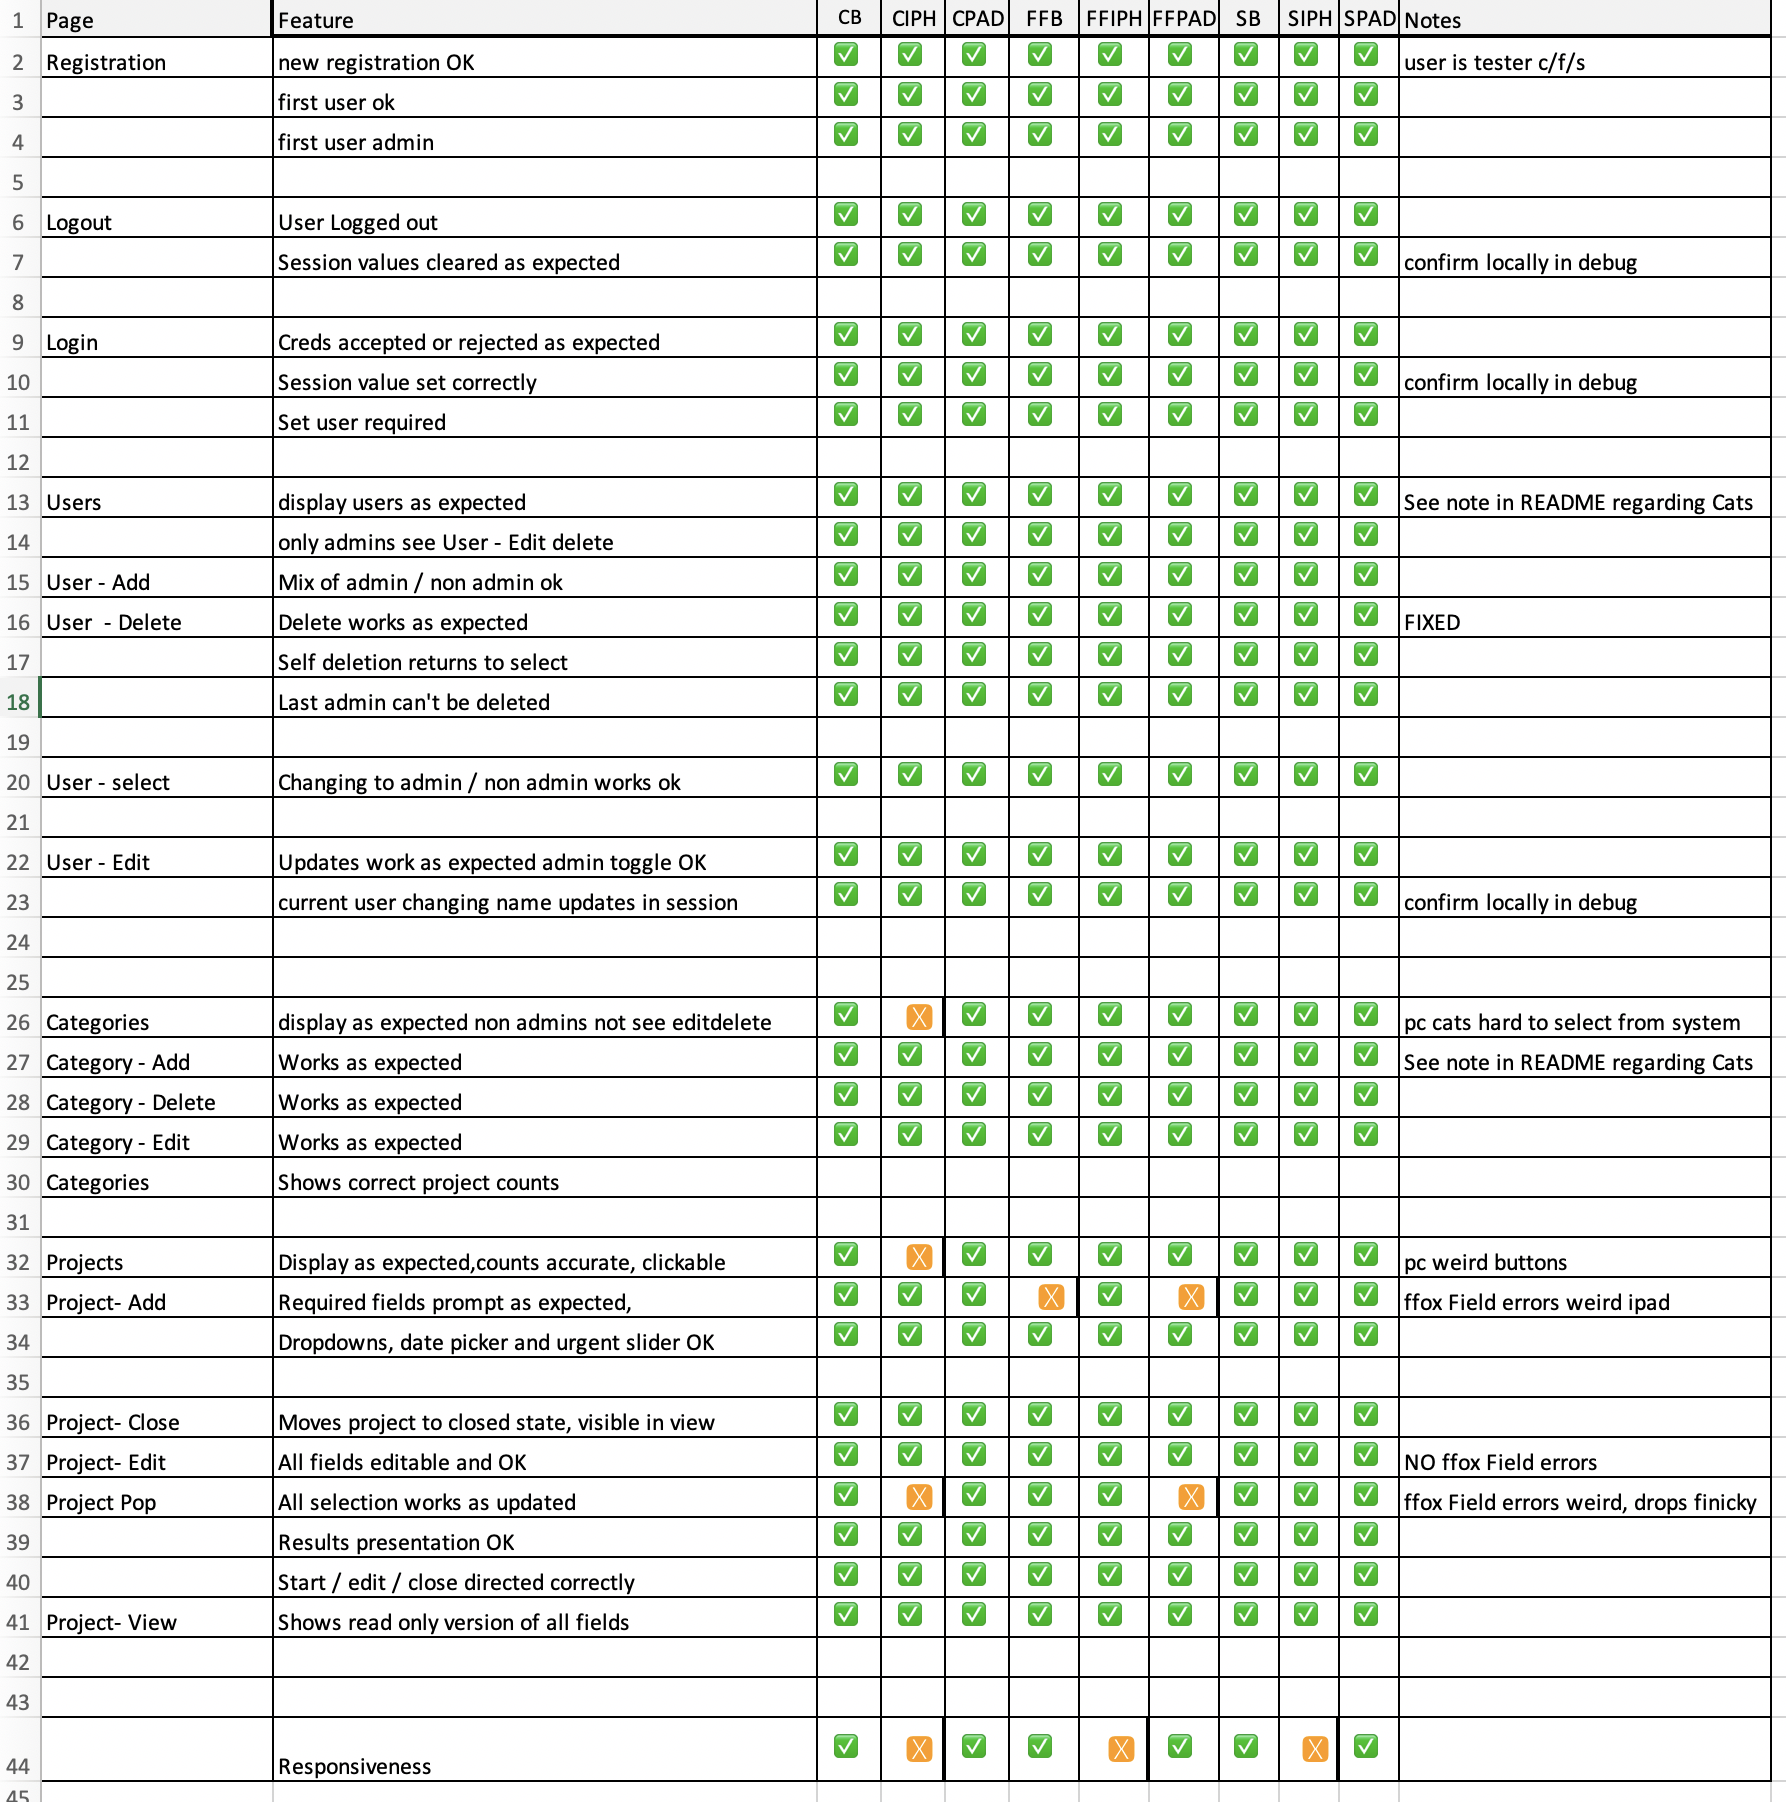 1 Page Feature CB CIPH CPAD FFB FFIPH FFPAD SB SIPH SPAD Notes
2 Registration new registration OK ✅ ✅ ✅ ✅ ✅ ✅ ✅ ✅ ✅ user is tester c/f/s
3 first user ok ✅ ✅ ✅ ✅ ✅ ✅ ✅ ✅ ✅
4 first user admin ✅ ✅ ✅ ✅ ✅ ✅ ✅ ✅ ✅
5
6 Logout User Logged out ✅ ✅ ✅ ✅ ✅ ✅ ✅ ✅ ✅
7 Session values cleared as expected ✅ ✅ ✅ ✅ ✅ ✅ ✅ ✅ ✅ confirm locally in debug
8
9 Login Creds accepted or rejected as expected ✅ ✅ ✅ ✅ ✅ ✅ ✅ ✅ ✅
10 Session value set correctly ✅ ✅ ✅ ✅ ✅ ✅ ✅ ✅ ✅ confirm locally in debug
11 Set user required ✅ ✅ ✅ ✅ ✅ ✅ ✅ ✅ ✅
12
13 Users display users as expected ✅ ✅ ✅ ✅ ✅ ✅ ✅ ✅ ✅ See note in README regarding Cats
14 only admins see User - Edit delete ✅ ✅ ✅ ✅ ✅ ✅ ✅ ✅ ✅
15 User - Add Mix of admin / non admin ok ✅ ✅ ✅ ✅ ✅ ✅ ✅ ✅ ✅
16 User  - Delete Delete works as expected ✅ ✅ ✅ ✅ ✅ ✅ ✅ ✅ ✅ FIXED
17 Self deletion returns to select ✅ ✅ ✅ ✅ ✅ ✅ ✅ ✅ ✅
18 Last admin can't be deleted ✅ ✅ ✅ ✅ ✅ ✅ ✅ ✅ ✅
19
20 User - select Changing to admin / non admin works ok ✅ ✅ ✅ ✅ ✅ ✅ ✅ ✅ ✅
21
22 User - Edit Updates work as expected admin toggle OK ✅ ✅ ✅ ✅ ✅ ✅ ✅ ✅ ✅
23 current user changing name updates in session ✅ ✅ ✅ ✅ ✅ ✅ ✅ ✅ ✅ confirm locally in debug
24
25
26 Categories display as expected non admins not see editdelete ✅ X ✅ ✅ ✅ ✅ ✅ ✅ ✅ pc cats hard to select from system
27 Category - Add Works as expected ✅ ✅ ✅ ✅ ✅ ✅ ✅ ✅ ✅ See note in README regarding Cats
28 Category - Delete Works as expected ✅ ✅ ✅ ✅ ✅ ✅ ✅ ✅ ✅
29 Category - Edit Works as expected ✅ ✅ ✅ ✅ ✅ ✅ ✅ ✅ ✅
30 Categories Shows correct project counts
31
32 Projects Display as expected,counts accurate, clickable ✅ X ✅ ✅ ✅ ✅ ✅ ✅ ✅ pc weird buttons
33 Project- Add Required fields prompt as expected, ✅ ✅ ✅ X ✅ X ✅ ✅ ✅ ffox Field errors weird ipad
34 Dropdowns, date picker and urgent slider OK ✅ ✅ ✅ ✅ ✅ ✅ ✅ ✅ ✅
35
36 Project- Close Moves project to closed state, visible in view ✅ ✅ ✅ ✅ ✅ ✅ ✅ ✅ ✅
37 Project- Edit All fields editable and OK ✅ ✅ ✅ ✅ ✅ ✅ ✅ ✅ ✅ NO ffox Field errors
38 Project Pop All selection works as updated ✅ X ✅ ✅ ✅ X ✅ ✅ ✅ ffox Field errors weird, drops finicky
39 Results presentation OK ✅ ✅ ✅ ✅ ✅ ✅ ✅ ✅ ✅
40 Start / edit / close directed correctly ✅ ✅ ✅ ✅ ✅ ✅ ✅ ✅ ✅
41 Project- View Shows read only version of all fields ✅ ✅ ✅ ✅ ✅ ✅ ✅ ✅ ✅
42
43
44 Responsiveness ✅ X ✅ ✅ X ✅ ✅ X ✅
45